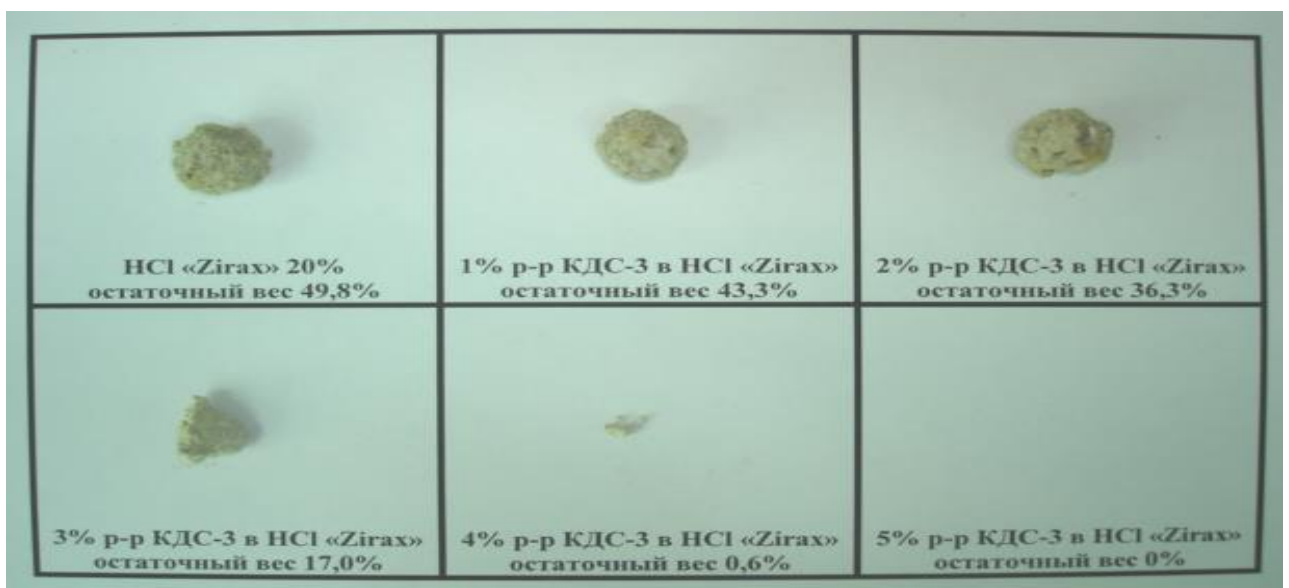 HCl «Zirax» 20%
остаточный вес 49,8%
1% р-р КДС-3 в HCl «Zirax»
остаточный вес 43,3%
2% р-р КДС-3 в HCl «Zirax»
остаточный вес 36,3%
3% р-р КДС-3 в HCl «Zirax»
остаточный вес 17,0%
4% р-р КДС-3 в HCl «Zirax»
остаточный вес 0,6%
5% р-р КДС-3 в HCl «Zirax»
остаточный вес 0%